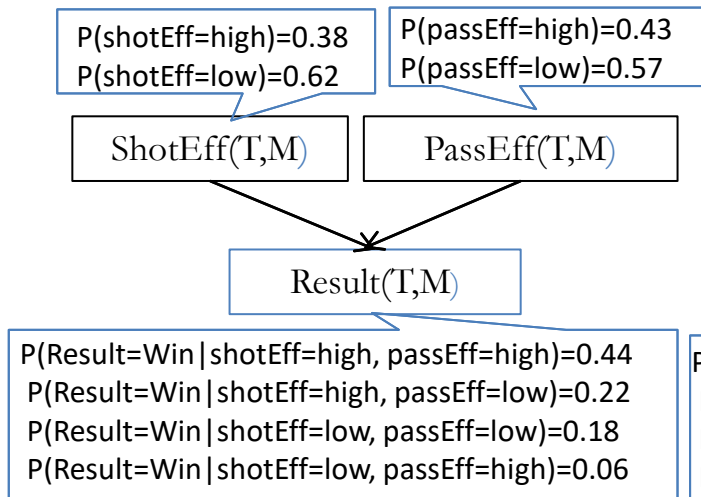 P(shotEff=high)=0.38
P(shotEff=low)=0.62
P(passEff=high)=0.43
P(passEff=low)=0.57
ShotEff(T,M)
PassEff(T,M)
Result(T,M)
P(Result=Win|shotEff=high, passEff=high)=0.44
P(Result=Win|shotEff=high, passEff=low)=0.22
P(Result=Win|shotEff=low, passEff=low)=0.18
P(Result=Win|shotEff=low, passEff=high)=0.06